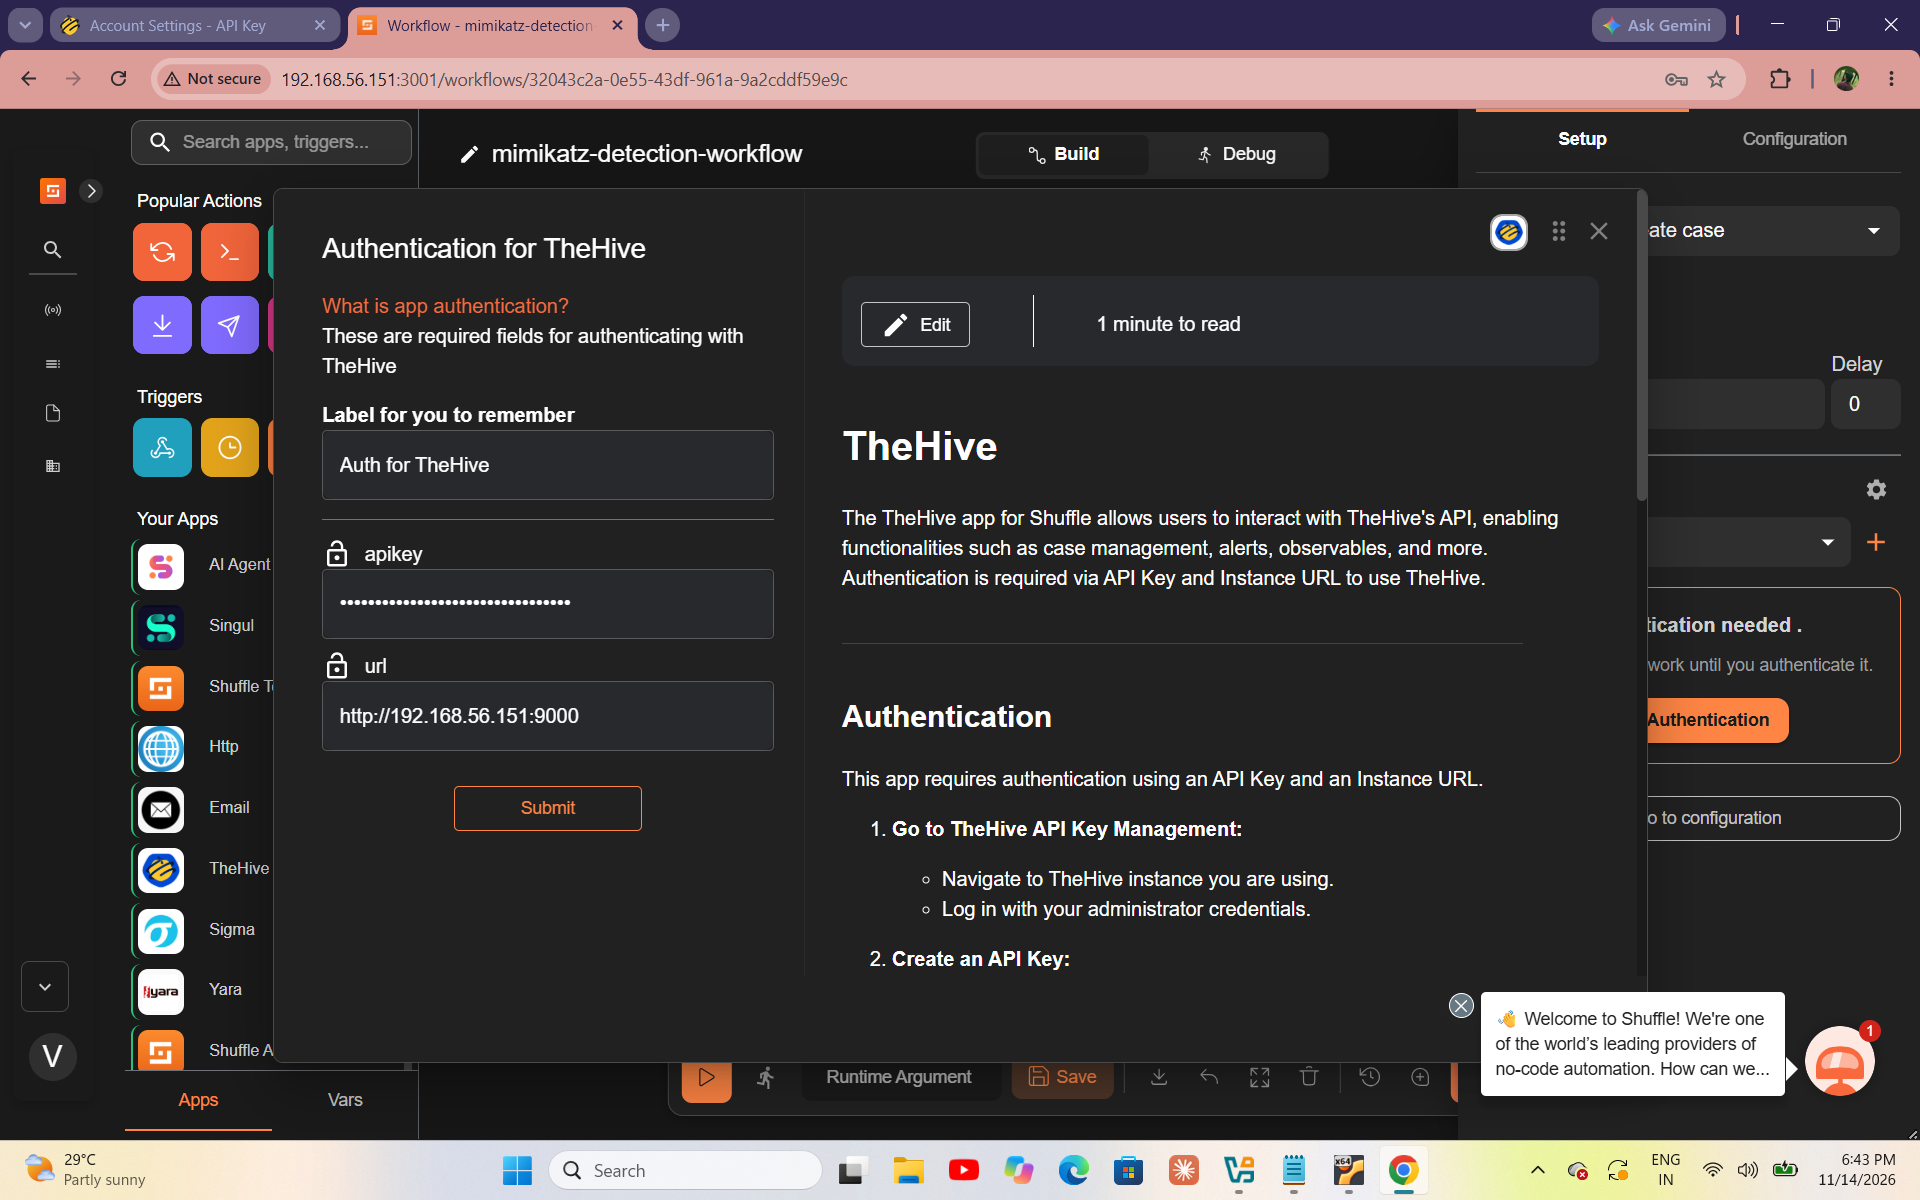 Account Settings - API Key
Workflow - mimikatz-detection-
Ask Gemini
Not secure
192.168.56.151:3001/workflows/32043c2a-0e55-43df-961a-9a2cddf59e9c
Search apps, triggers...
mimikatz-detection-workflow
Build
Debug
Setup
Configuration
Popular Actions
Triggers
Your Apps
AI Agent
Singul
Shuffle T
Http
Email
TheHive
Sigma
Yara
Shuffle A
Apps
Vars
V
Authentication for TheHive
What is app authentication?
These are required fields for authenticating with
TheHive
Label for you to remember
Auth for TheHive
apikey
url
http://192.168.56.151:9000
Submit
Edit
1 minute to read
TheHive
The TheHive app for Shuffle allows users to interact with TheHive's API, enabling
functionalities such as case management, alerts, observables, and more.
Authentication is required via API Key and Instance URL to use TheHive.
Authentication
This app requires authentication using an API Key and an Instance URL.
1. Go to TheHive API Key Management:
Navigate to TheHive instance you are using.
Log in with your administrator credentials.
2. Create an API Key:
ate case
Delay
0
tication needed .
work until you authenticate it.
Authentication
o to configuration
Runtime Argument
Save
👋 Welcome to Shuffle! We're one
of the world's leading providers of
no-code automation. How can we...
1
29°C
Partly sunny
Search
yara
x64
ENG
IN
6:43 PM
11/14/2026